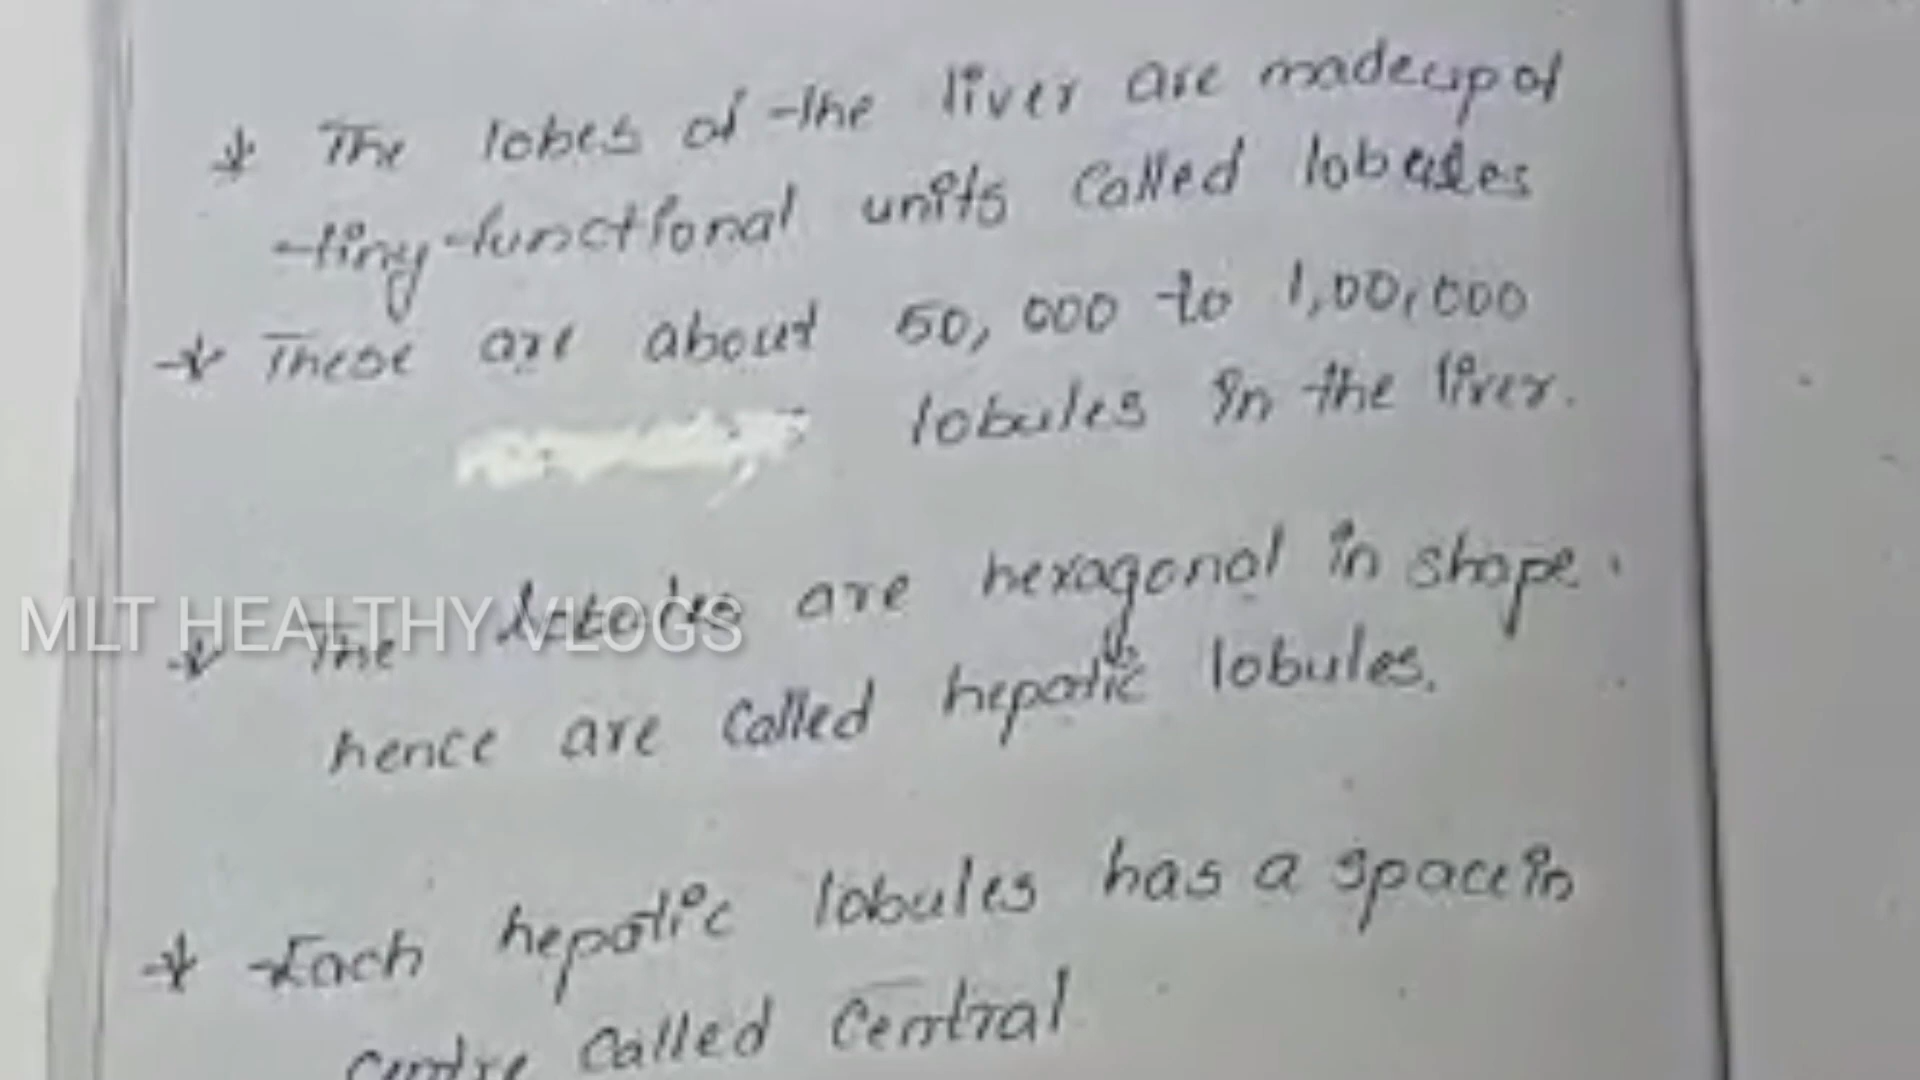 * The lobes of the liver are madeup of
tiny functional units called lobules
* These are about 50,000 to 1,00,000
lobules in the liver.
MLT HEALTHY VLOGS
* The are hexagonal in shape.
hence are called hepatic lobules.
* Each hepatic lobules has a space in
centre called central